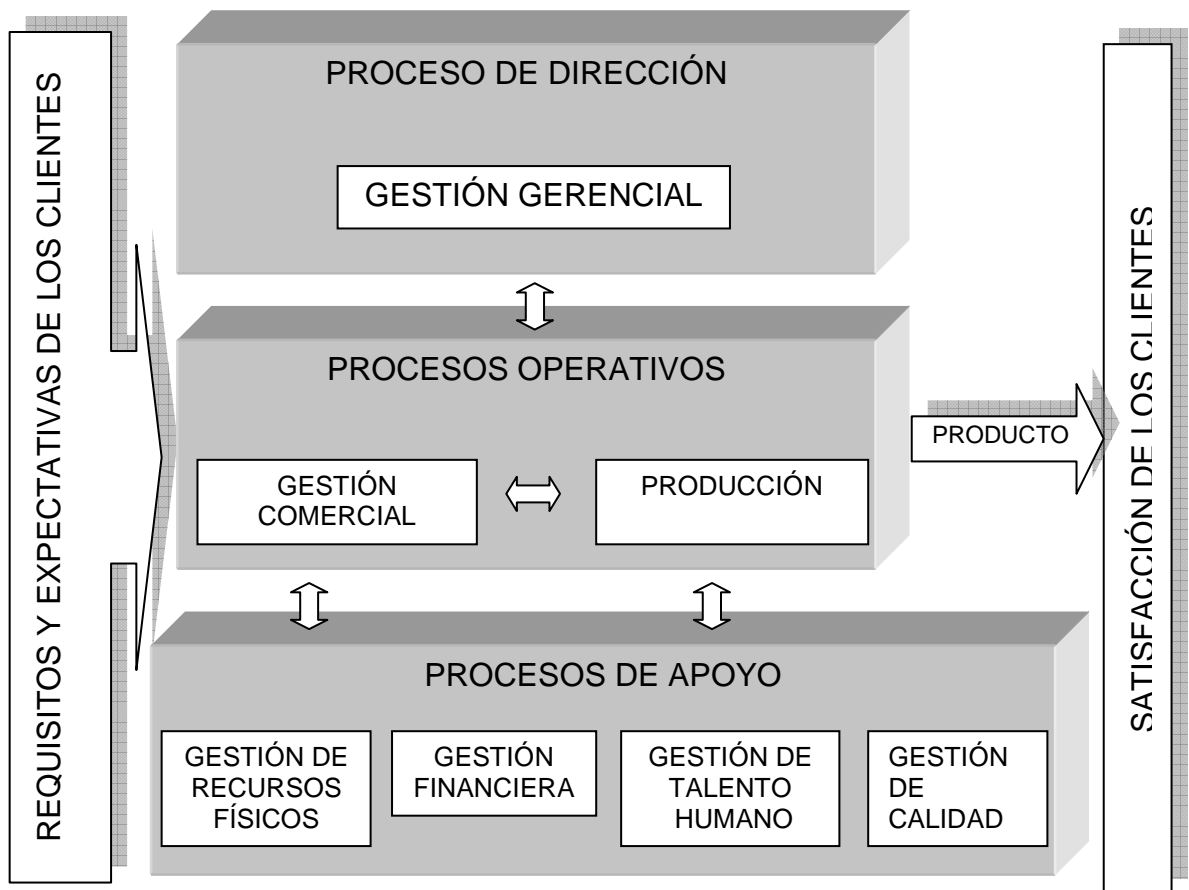 REQUISITOS Y EXPECTATIVAS DE LOS CLIENTES
PROCESO DE DIRECCIÓN
GESTIÓN GERENCIAL
PROCESOS OPERATIVOS
GESTIÓN
COMERCIAL
PRODUCCIÓN
PRODUCTO
PROCESOS DE APOYO
GESTIÓN DE
RECURSOS
FÍSICOS
GESTIÓN
FINANCIERA
GESTIÓN DE
TALENTO
HUMANO
GESTIÓN
DE
CALIDAD
SATISFACCIÓN DE LOS CLIENTES